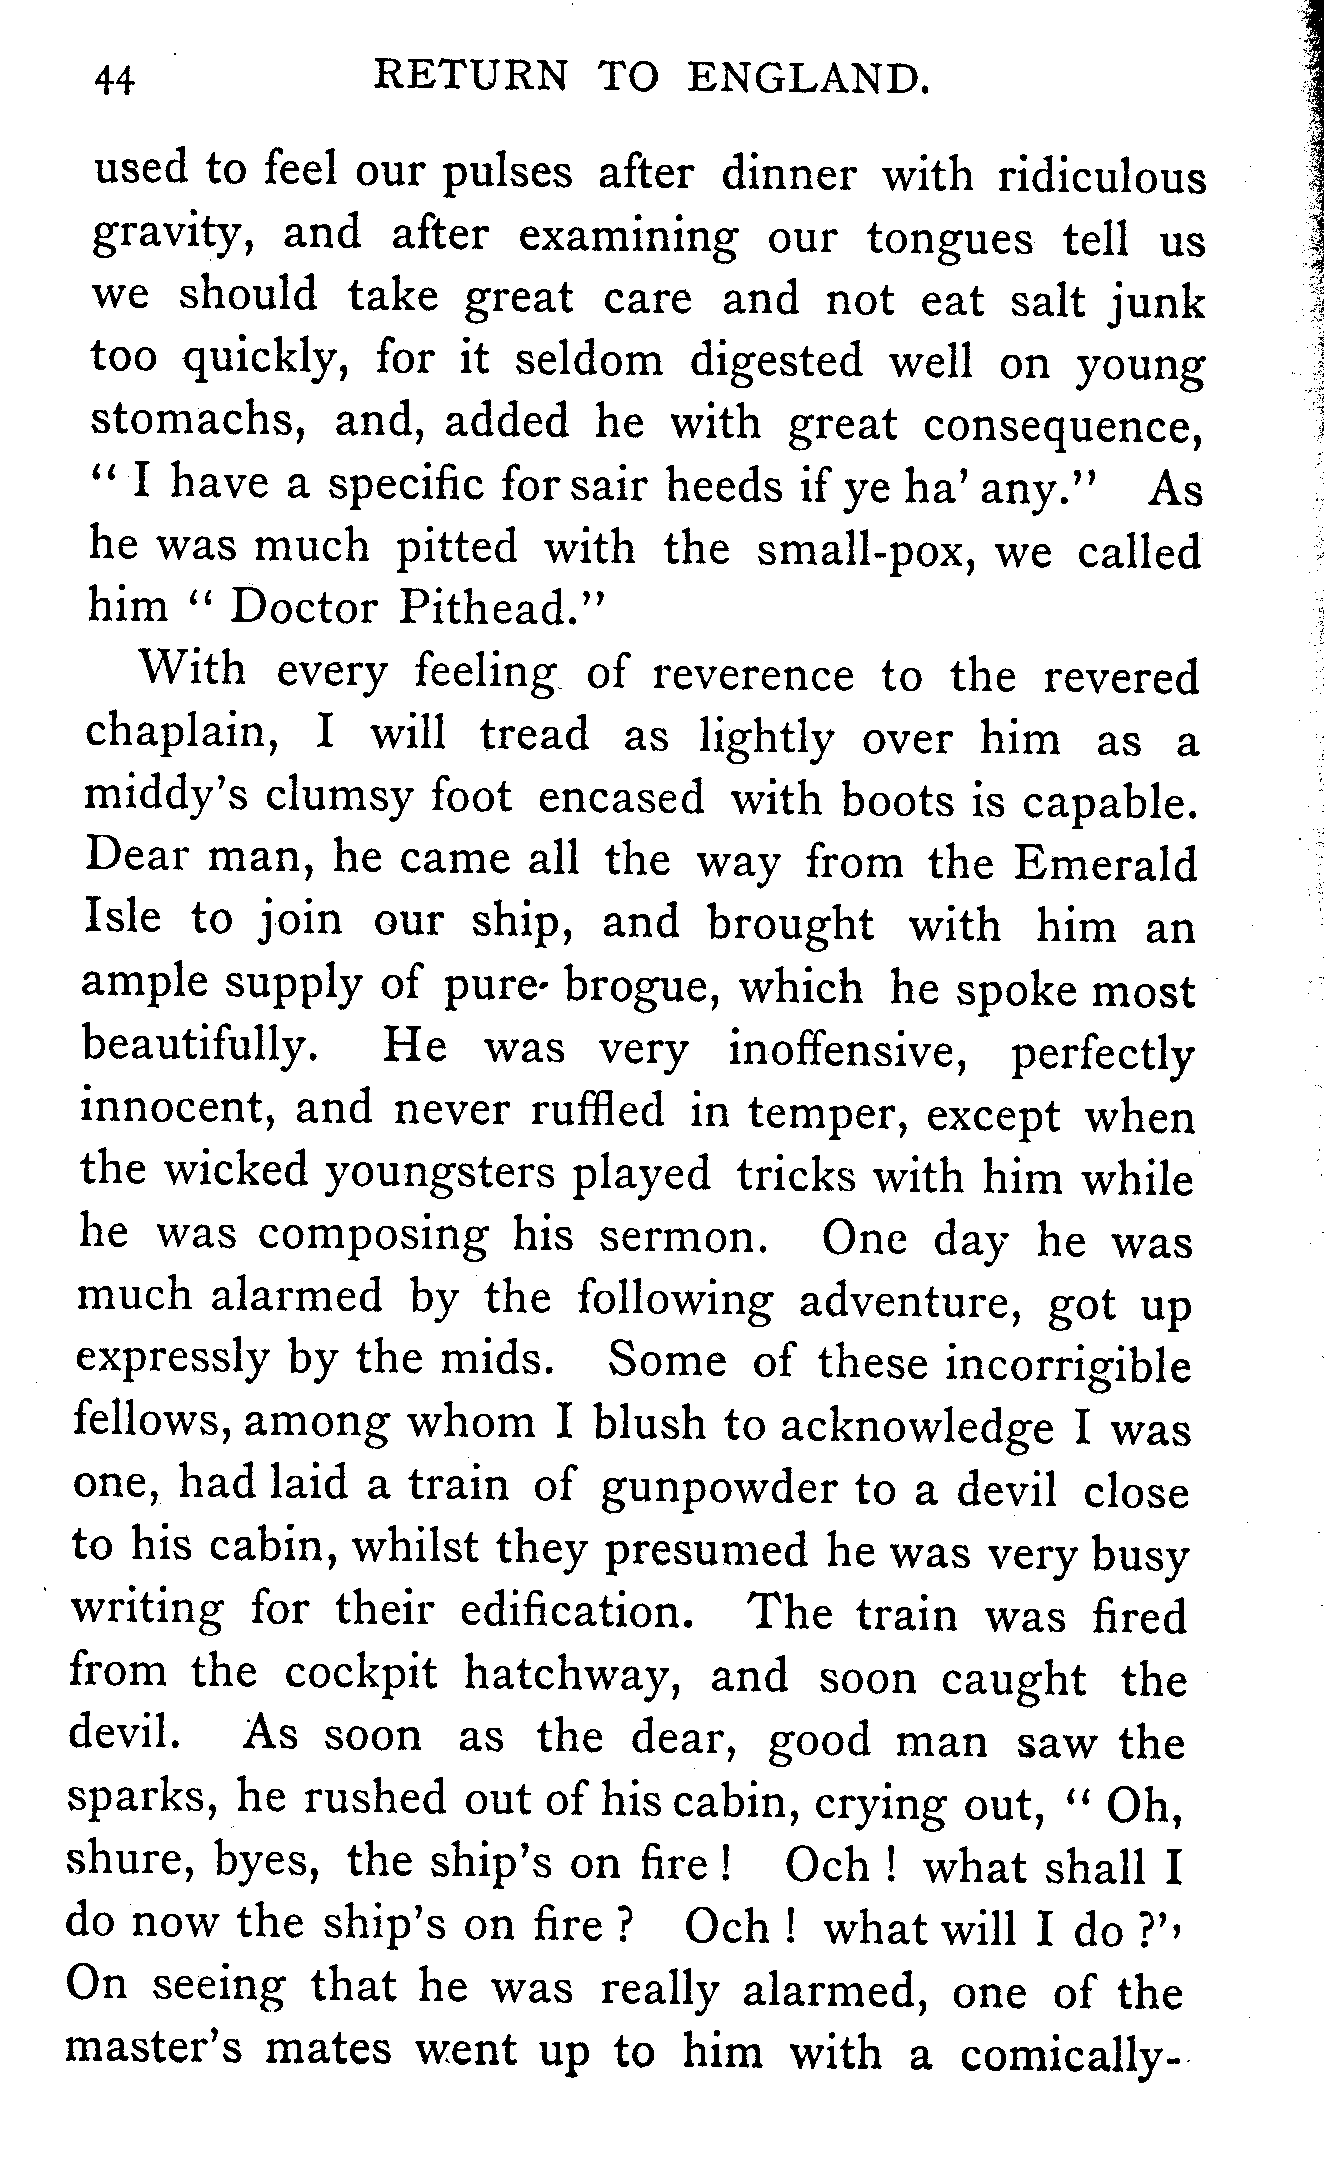 44 RETURN TO ENGLAND.
used to feel our pulses after dinner with ridiculous
gravity, and after examining our tongues tell us
we should take great care and not eat salt junk
too quickly, for it seldom digested well on young
stomachs, and, added he with great consequence,
" I have a specific for sair heeds if ye ha' any." As
he was much pitted with the small-pox, we called
him " Doctor Pithead."
With every feeling of reverence to the revered
chaplain, I will tread as lightly over him as a
middy's clumsy foot encased with boots is capable.
Dear man, he came all the way from the Emerald
Isle to join our ship, and brought with him an
ample supply of pure brogue, which he spoke most
beautifully. He was very inoffensive, perfectly
innocent, and never ruffled in temper, except when
the wicked youngsters played tricks with him while
he was composing his sermon. One day he was
much alarmed by the following adventure, got up
expressly by the mids. Some of these incorrigible
fellows, among whom I blush to acknowledge I was
one, had laid a train of gunpowder to a devil close
to his cabin, whilst they presumed he was very busy
writing for their edification. The train was fired
from the cockpit hatchway, and soon caught the
devil. As soon as the dear, good man saw the
sparks, he rushed out of his cabin, crying out, " Oh,
shure, byes, the ship's on fire ! Och ! what shall I
do now the ship's on fire ? Och ! what will I do ?"
On seeing that he was really alarmed, one of the
master's mates went up to him with a comically-